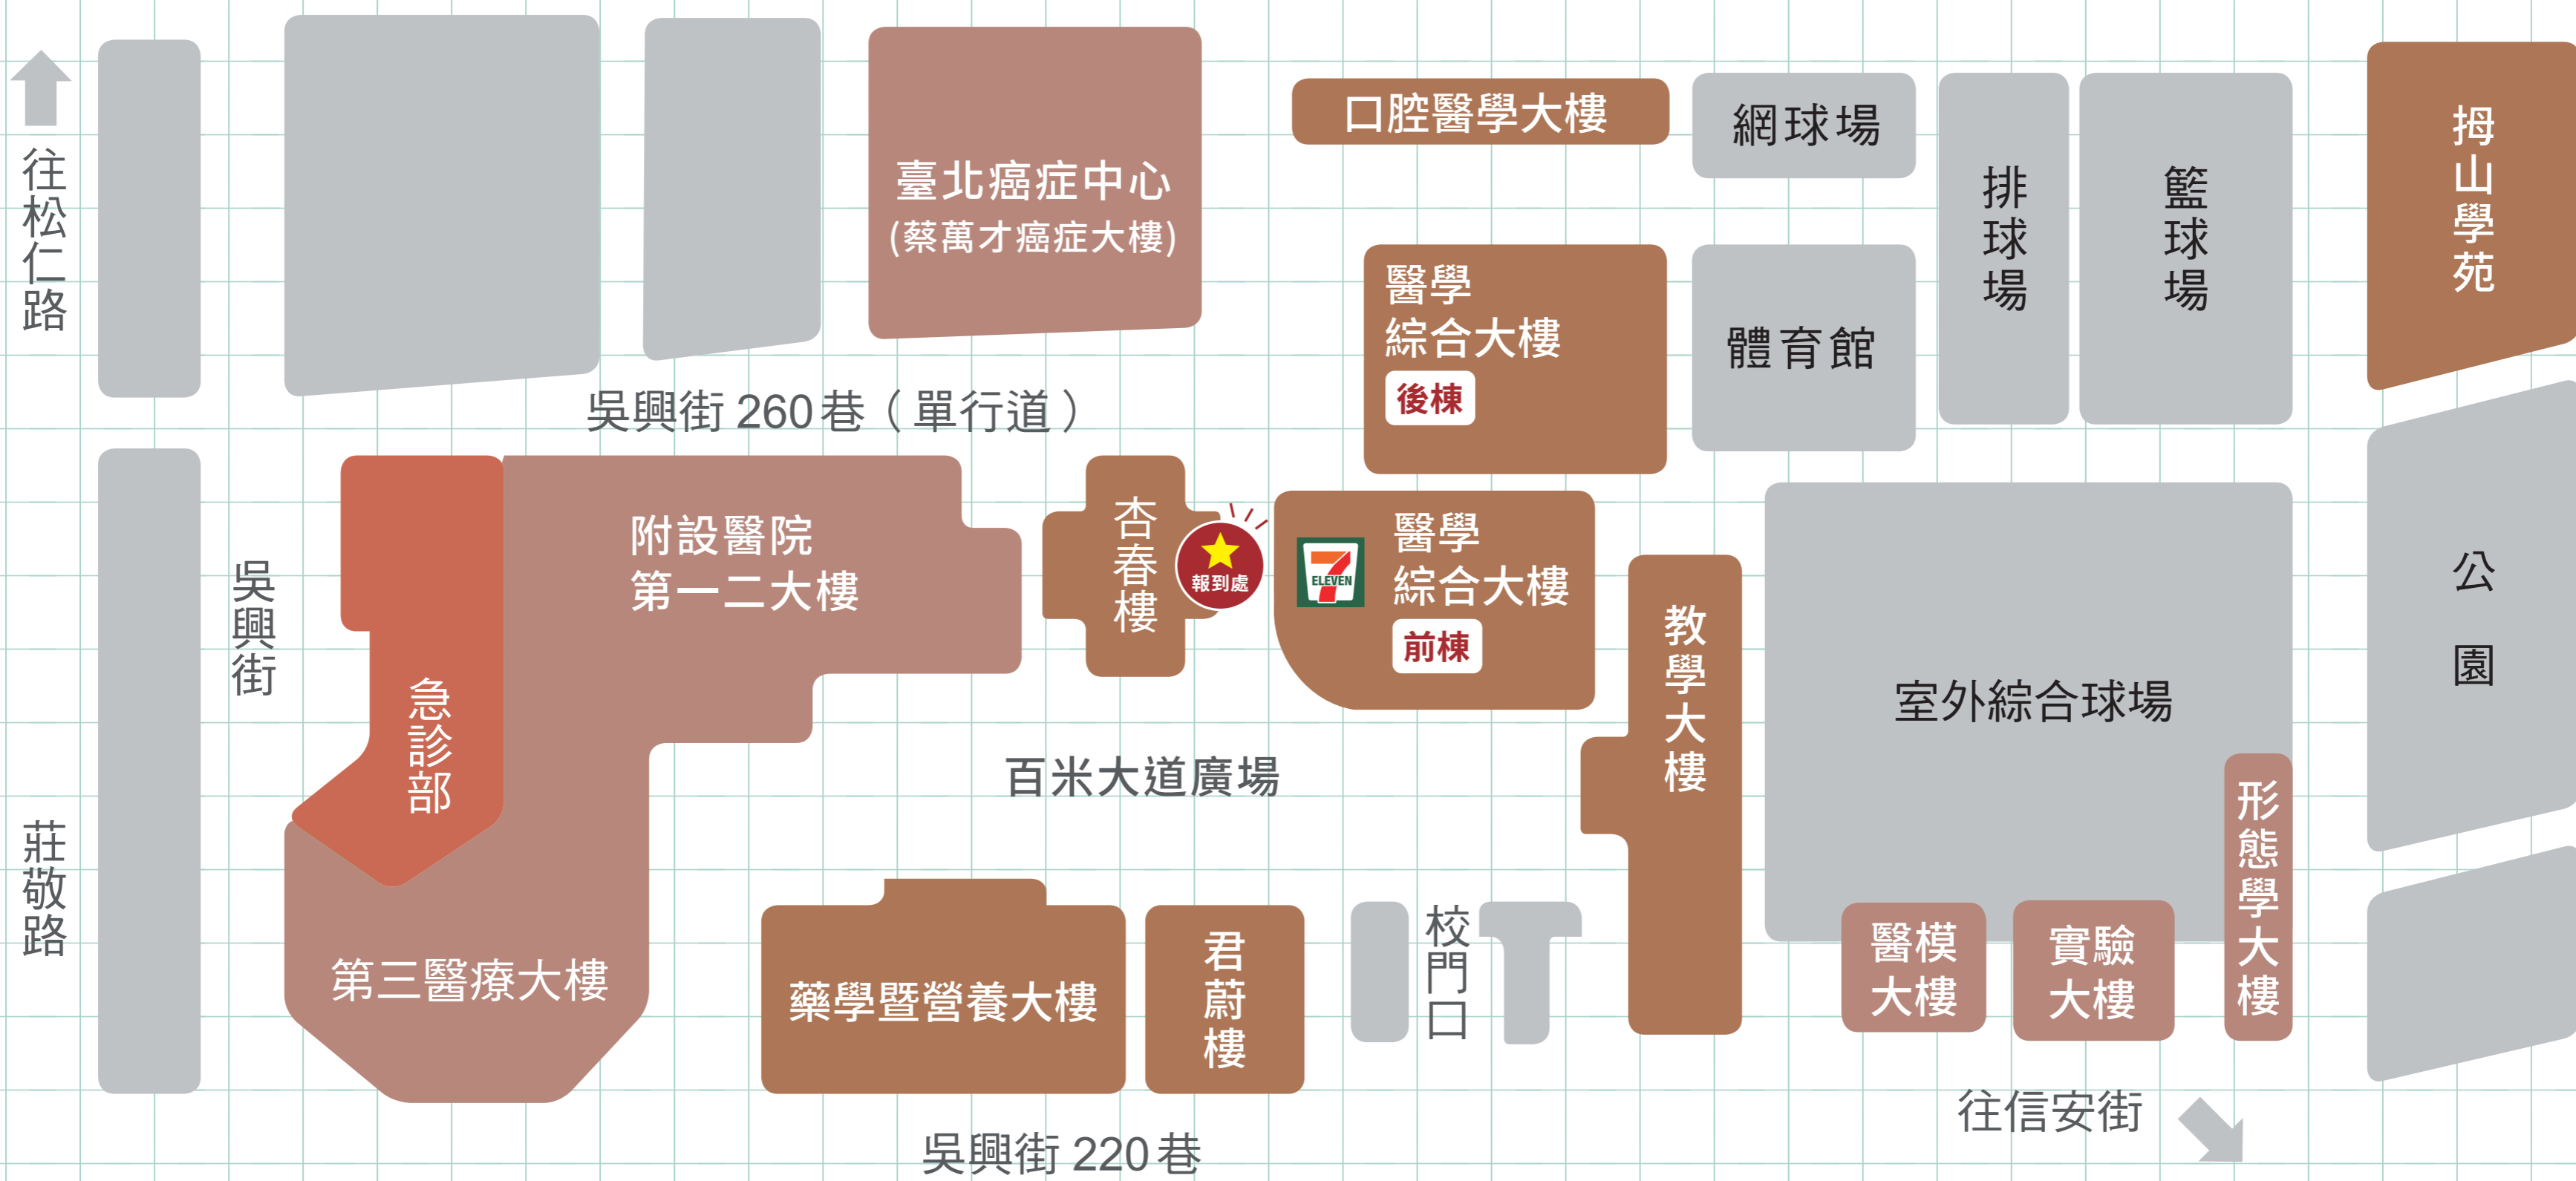 往松仁路
臺北癌症中心
(蔡萬才癌症大樓)
口腔醫學大樓
網球場
排球場
籃球場
拇山學苑
醫學
綜合大樓
後棟
體育館
吳興街 260 巷（單行道）
吳興街
急診部
附設醫院
第一二大樓
杏春樓
報到處
7
ELEVEN
醫學
綜合大樓
前棟
教學大樓
室外綜合球場
公園
百米大道廣場
莊敬路
第三醫療大樓
藥學暨營養大樓
君蔚樓
校門口
醫模
大樓
實驗
大樓
形態學大樓
往信安街
吳興街 220 巷